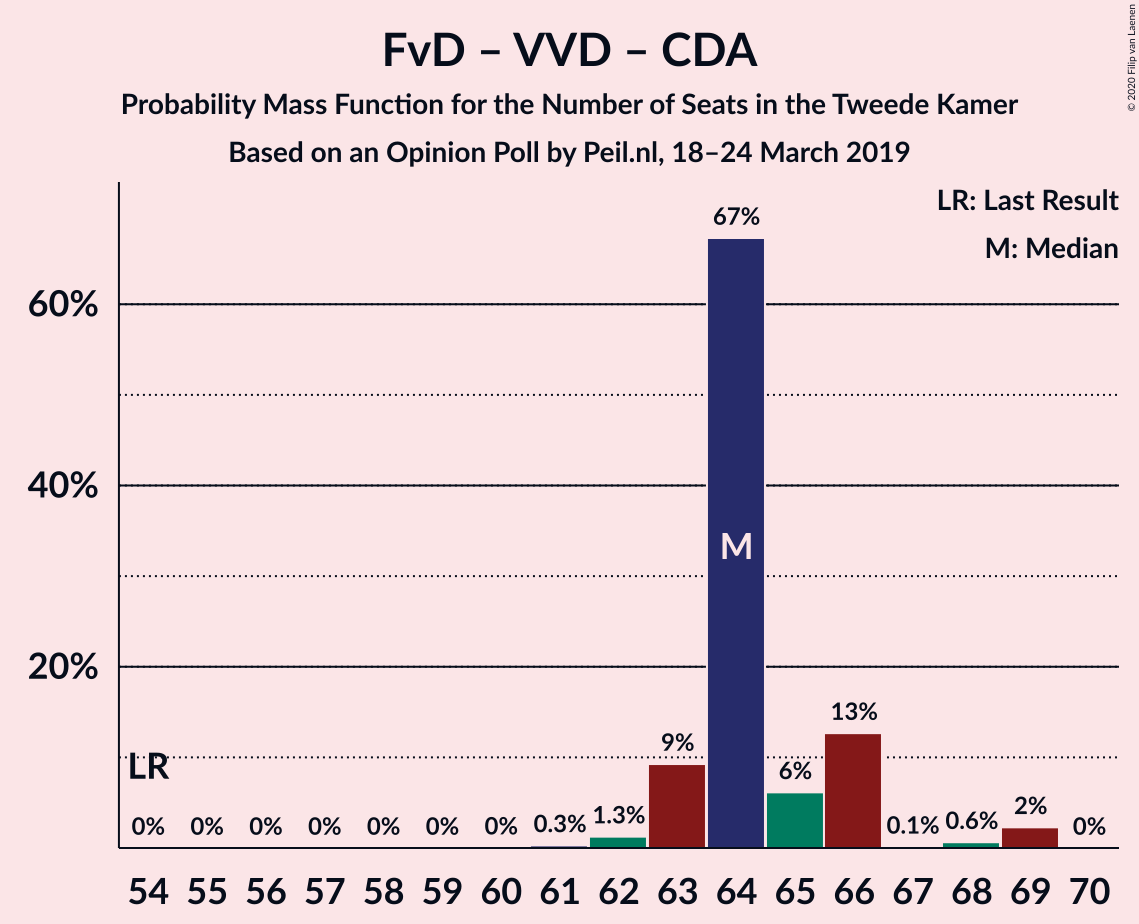 FvD – VVD – CDA
Probability Mass Function for the Number of Seats in the Tweede Kamer
Based on an Opinion Poll by Peil.nl, 18–24 March 2019
© 2020 Filip van Laenen
LR: Last Result
M: Median
60%
40%
20%
LR
M
0% 0% 0% 0% 0% 0% 0% 0.3% 1.3% 9% 67% 6% 13% 0.1% 0.6% 2% 0%
54 55 56 57 58 59 60 61 62 63 64 65 66 67 68 69 70